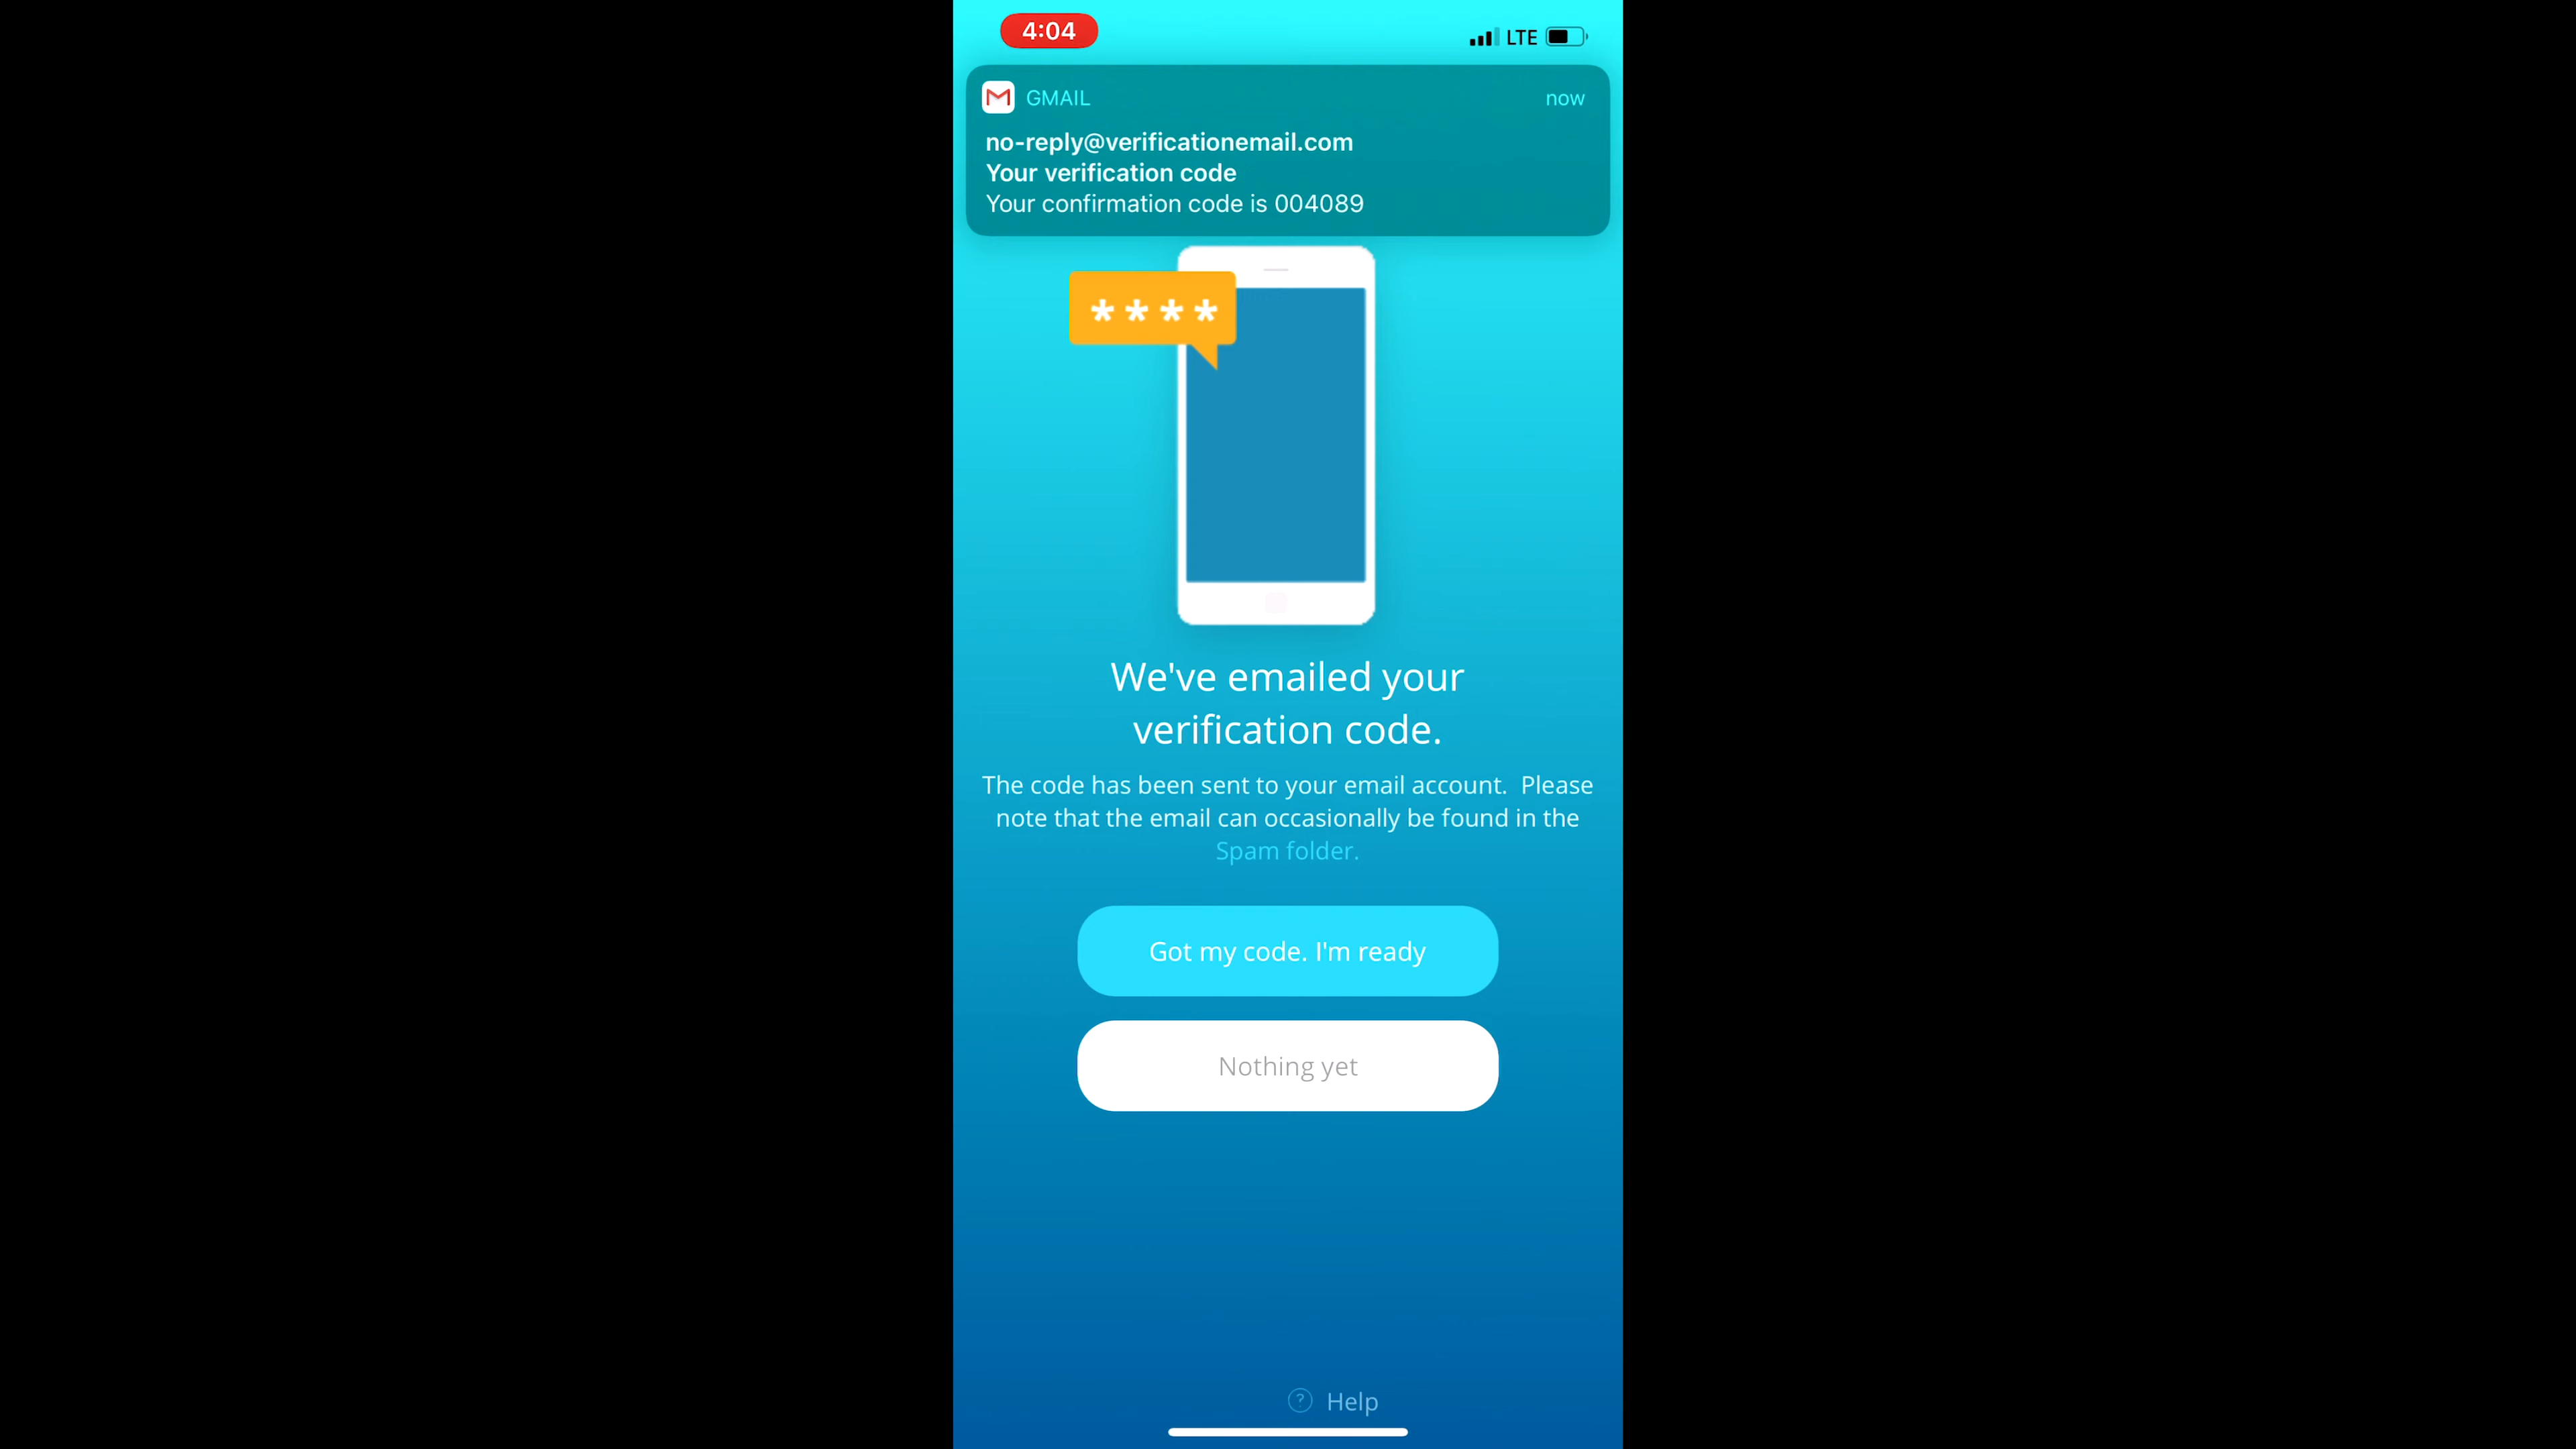 4:04
LTE
GMAIL
now
no-reply@verificationemail.com
Your verification code
Your confirmation code is 004089
****
We've emailed your
verification code.
The code has been sent to your email account.  Please
note that the email can occasionally be found in the
Spam folder.
Got my code. I'm ready
Nothing yet
? Help